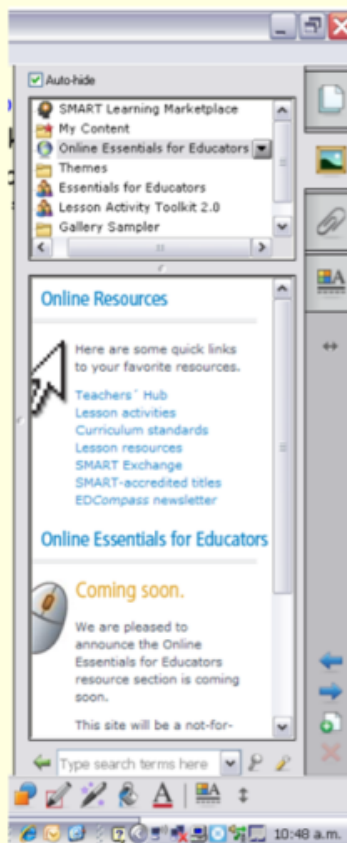 Auto-hide
SMART Learning Marketplace
My Content
Online Essentials for Educators
Themes
Essentials for Educators
Lesson Activity Toolkit 2.0
Gallery Sampler
Online Resources
Here are some quick links
to your favorite resources.
Teachers´ Hub
Lesson activities
Curriculum standards
Lesson resources
SMART Exchange
SMART-accredited titles
EDCompass newsletter
Online Essentials for Educators
Coming soon.
We are pleased to
announce the Online
Essentials for Educators
resource section is coming
soon.
This site will be a not-for-
Type search terms here
A
10:48 a.m.